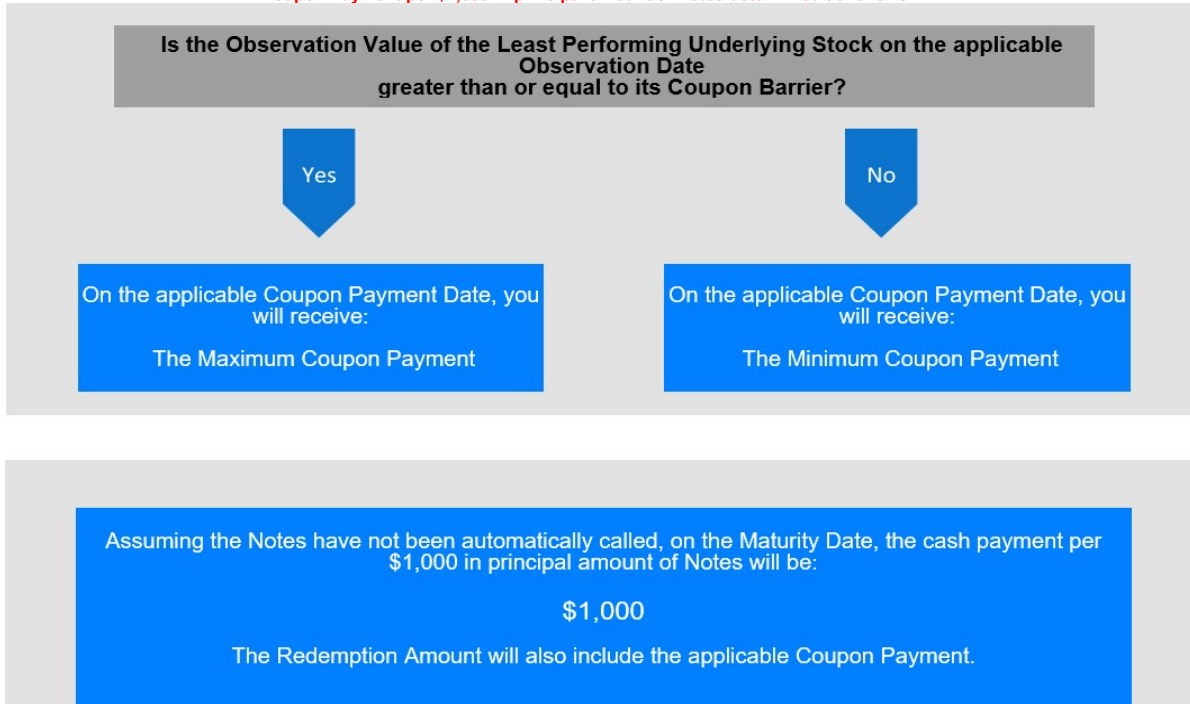 Is the Observation Value of the Least Performing Underlying Stock on the applicable
Observation Date
greater than or equal to its Coupon Barrier?
Yes
No
On the applicable Coupon Payment Date, you
will receive:
The Maximum Coupon Payment
On the applicable Coupon Payment Date, you
will receive:
The Minimum Coupon Payment
Assuming the Notes have not been automatically called, on the Maturity Date, the cash payment per
$1,000 in principal amount of Notes will be:
$1,000
The Redemption Amount will also include the applicable Coupon Payment.